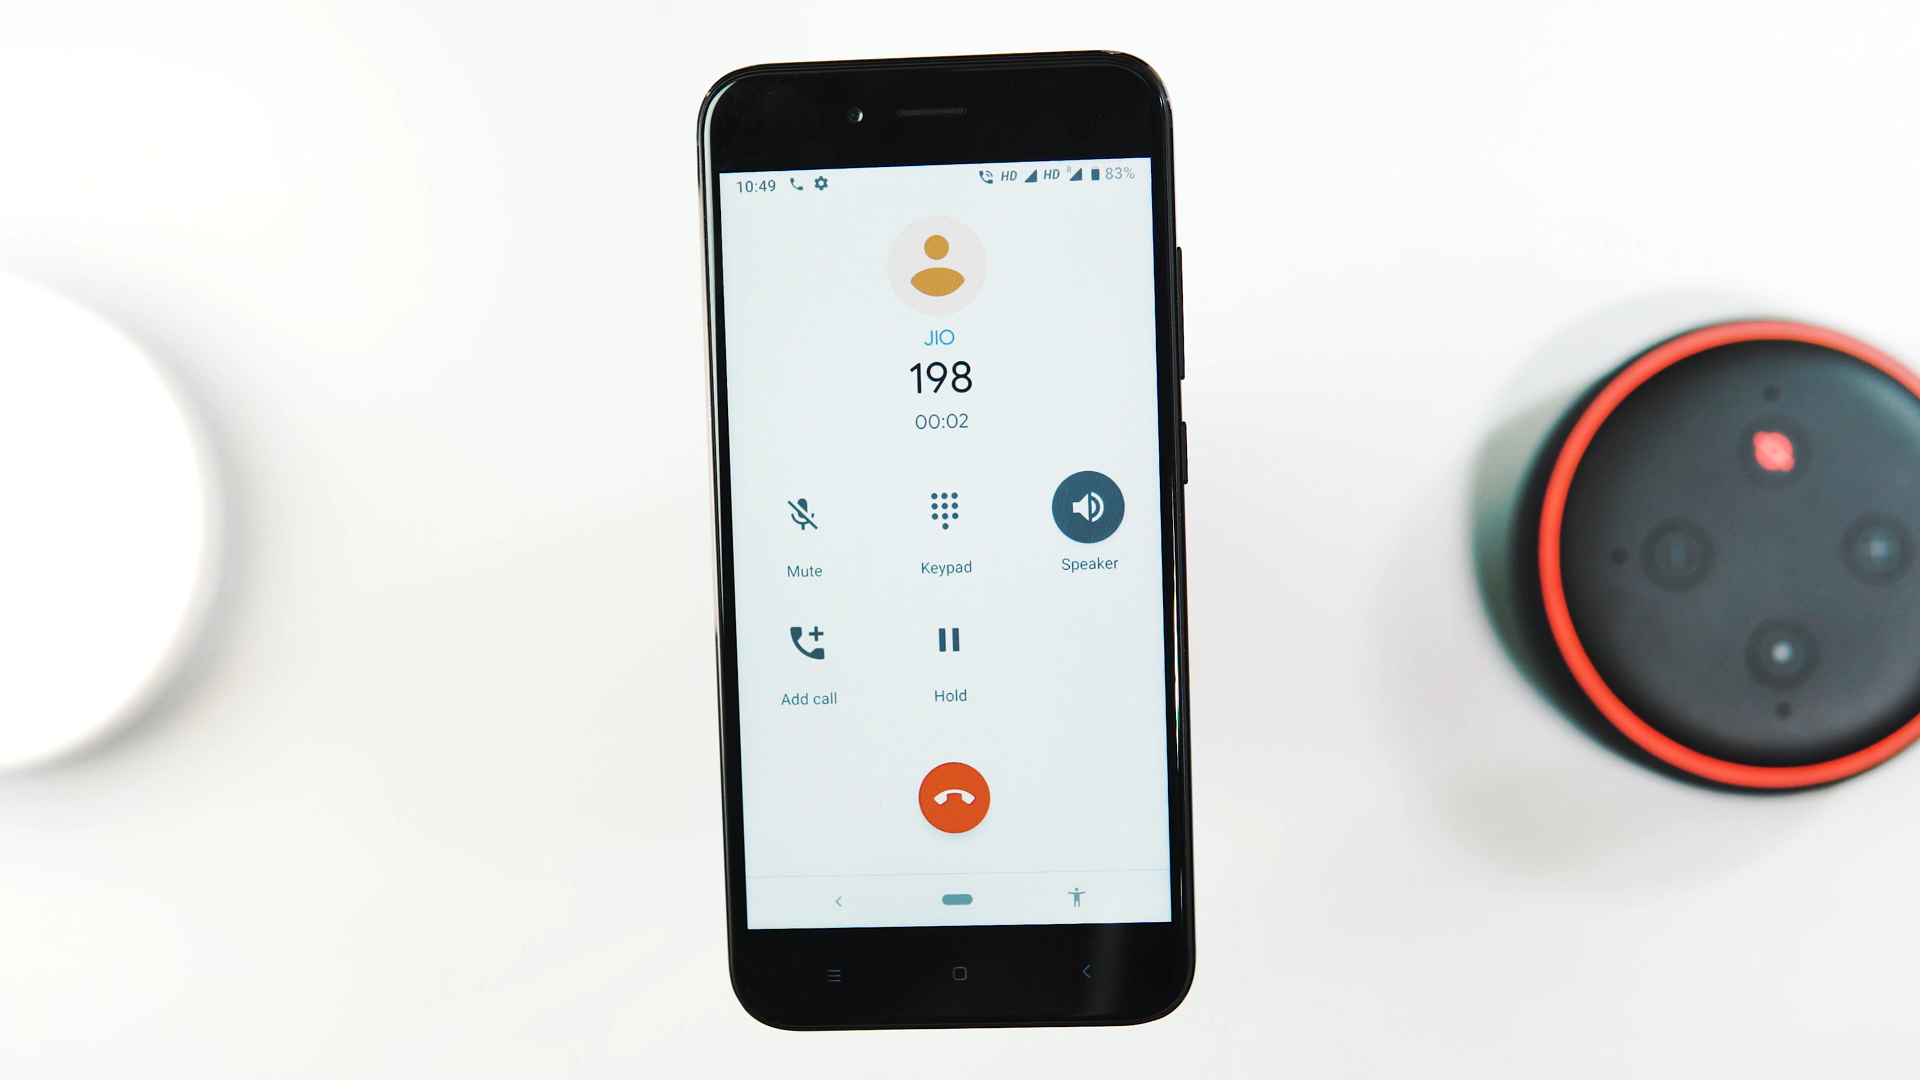 10:49 HD HD R 83%
JIO
198
00:02
Mute Keypad Speaker
Add call Hold